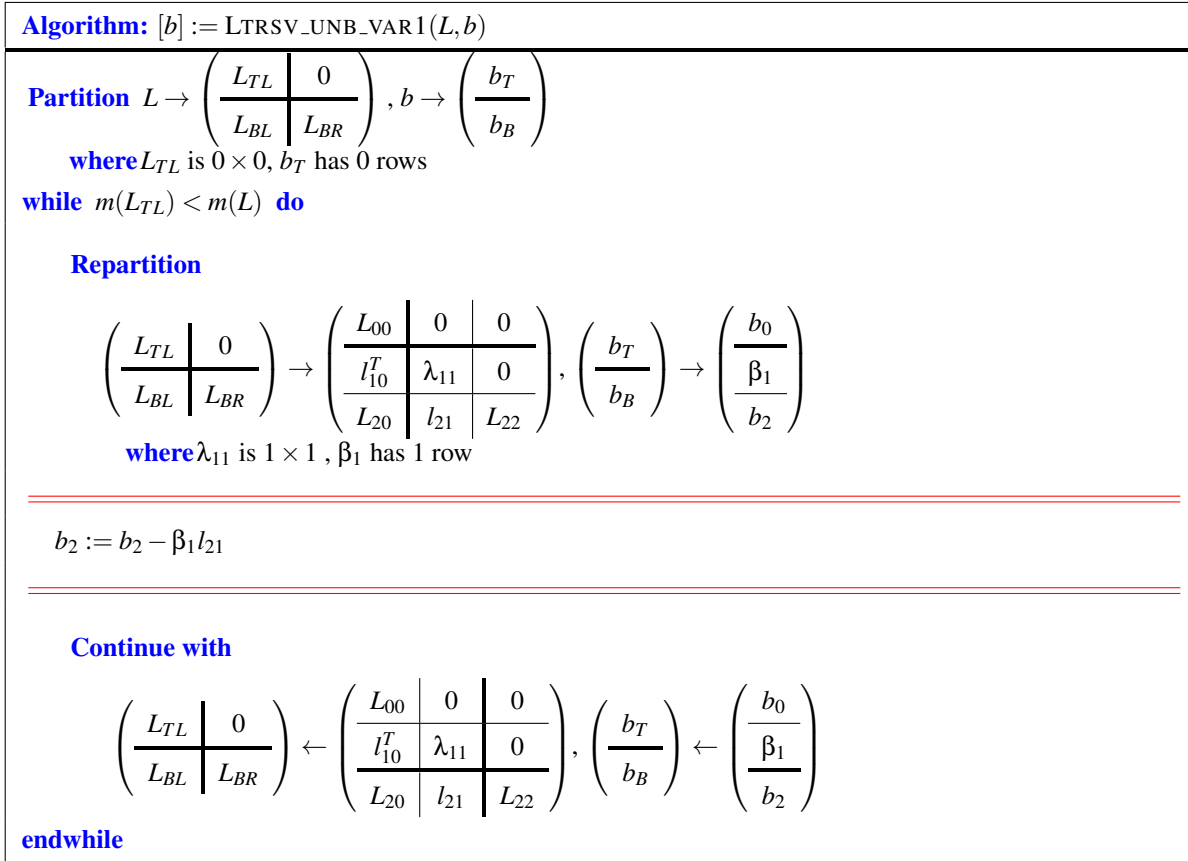 Algorithm: [b] := LTRSV_UNB_VAR1(L, b)
Partition L → ( L_TL | 0 / L_BL | L_BR ) , b → ( b_T / b_B )
where L_TL is 0 × 0, b_T has 0 rows
while m(L_TL) < m(L) do
Repartition
( L_TL | 0 / L_BL | L_BR ) → ( L_00 | 0 | 0 / l_10^T | λ_11 | 0 / L_20 | l_21 | L_22 ) , ( b_T / b_B ) → ( b_0 / β_1 / b_2 )
where λ_11 is 1 × 1 , β_1 has 1 row
b_2 := b_2 − β_1 l_21
Continue with
( L_TL | 0 / L_BL | L_BR ) ← ( L_00 | 0 | 0 / l_10^T | λ_11 | 0 / L_20 | l_21 | L_22 ) , ( b_T / b_B ) ← ( b_0 / β_1 / b_2 )
endwhile